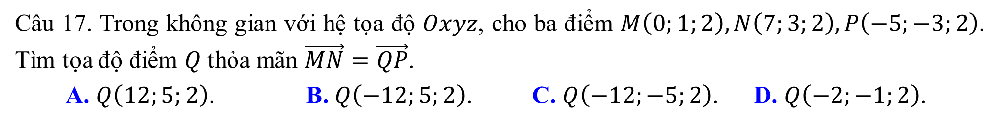 Câu 17. Trong không gian với hệ tọa độ Oxyz, cho ba điểm M(0; 1; 2), N(7; 3; 2), P(−5; −3; 2).
Tìm tọa độ điểm Q thỏa mãn $\overrightarrow{MN} = \overrightarrow{QP}$.
A. Q(12; 5; 2). B. Q(−12; 5; 2). C. Q(−12; −5; 2). D. Q(−2; −1; 2).